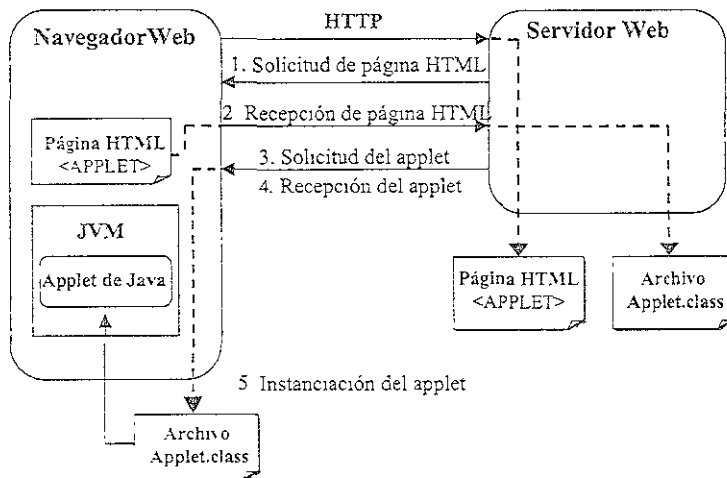 NavegadorWeb
HTTP
Servidor Web
1. Solicitud de página HTML
2 Recepción de página HTML
Página HTML
<APPLET>
3. Solicitud del applet
4. Recepción del applet
JVM
Applet de Java
Página HTML
<APPLET>
Archivo
Applet.class
5 Instanciación del applet
Archivo
Applet.class